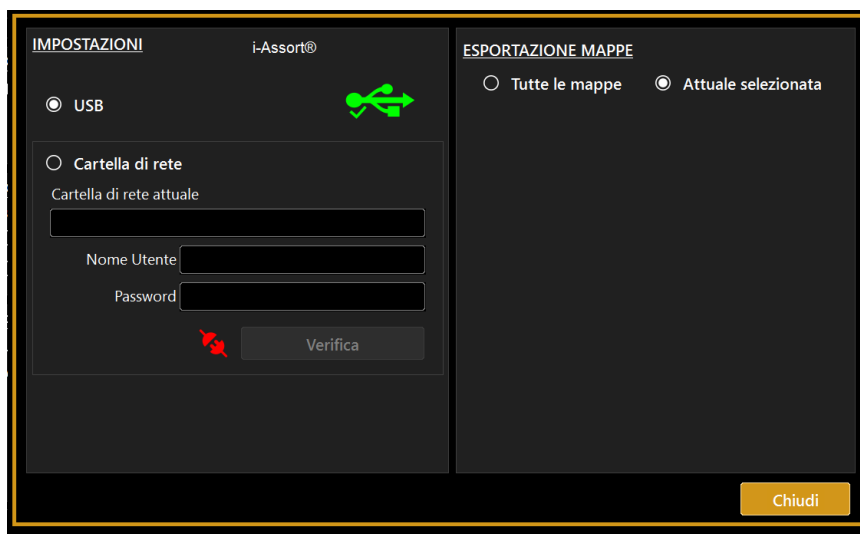 IMPOSTAZIONI
i-Assort®
USB
Cartella di rete
Cartella di rete attuale
Nome Utente
Password
Verifica
ESPORTAZIONE MAPPE
Tutte le mappe
Attuale selezionata
Chiudi